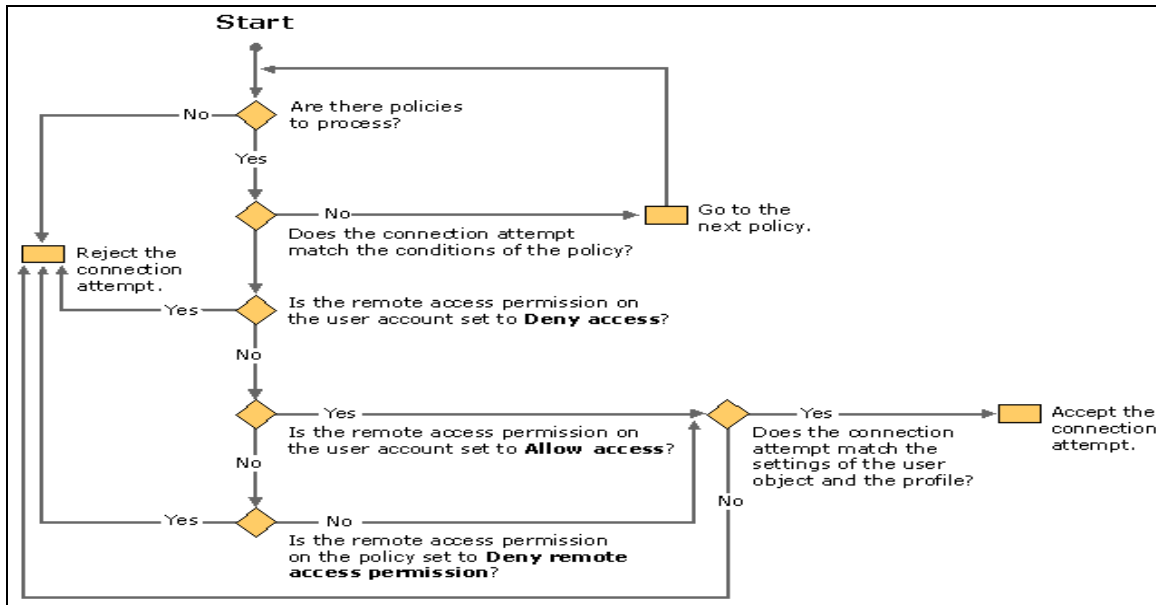 Start
Are there policies
to process?
No
Yes
No
Does the connection attempt
match the conditions of the policy?
Go to the
next policy.
Reject the
connection
attempt.
Yes
Is the remote access permission on
the user account set to Deny access?
No
Yes
Is the remote access permission on
the user account set to Allow access?
Yes
Does the connection
attempt match the
settings of the user
object and the profile?
Accept the
connection
attempt.
No
No
Yes
No
Is the remote access permission
on the policy set to Deny remote
access permission?